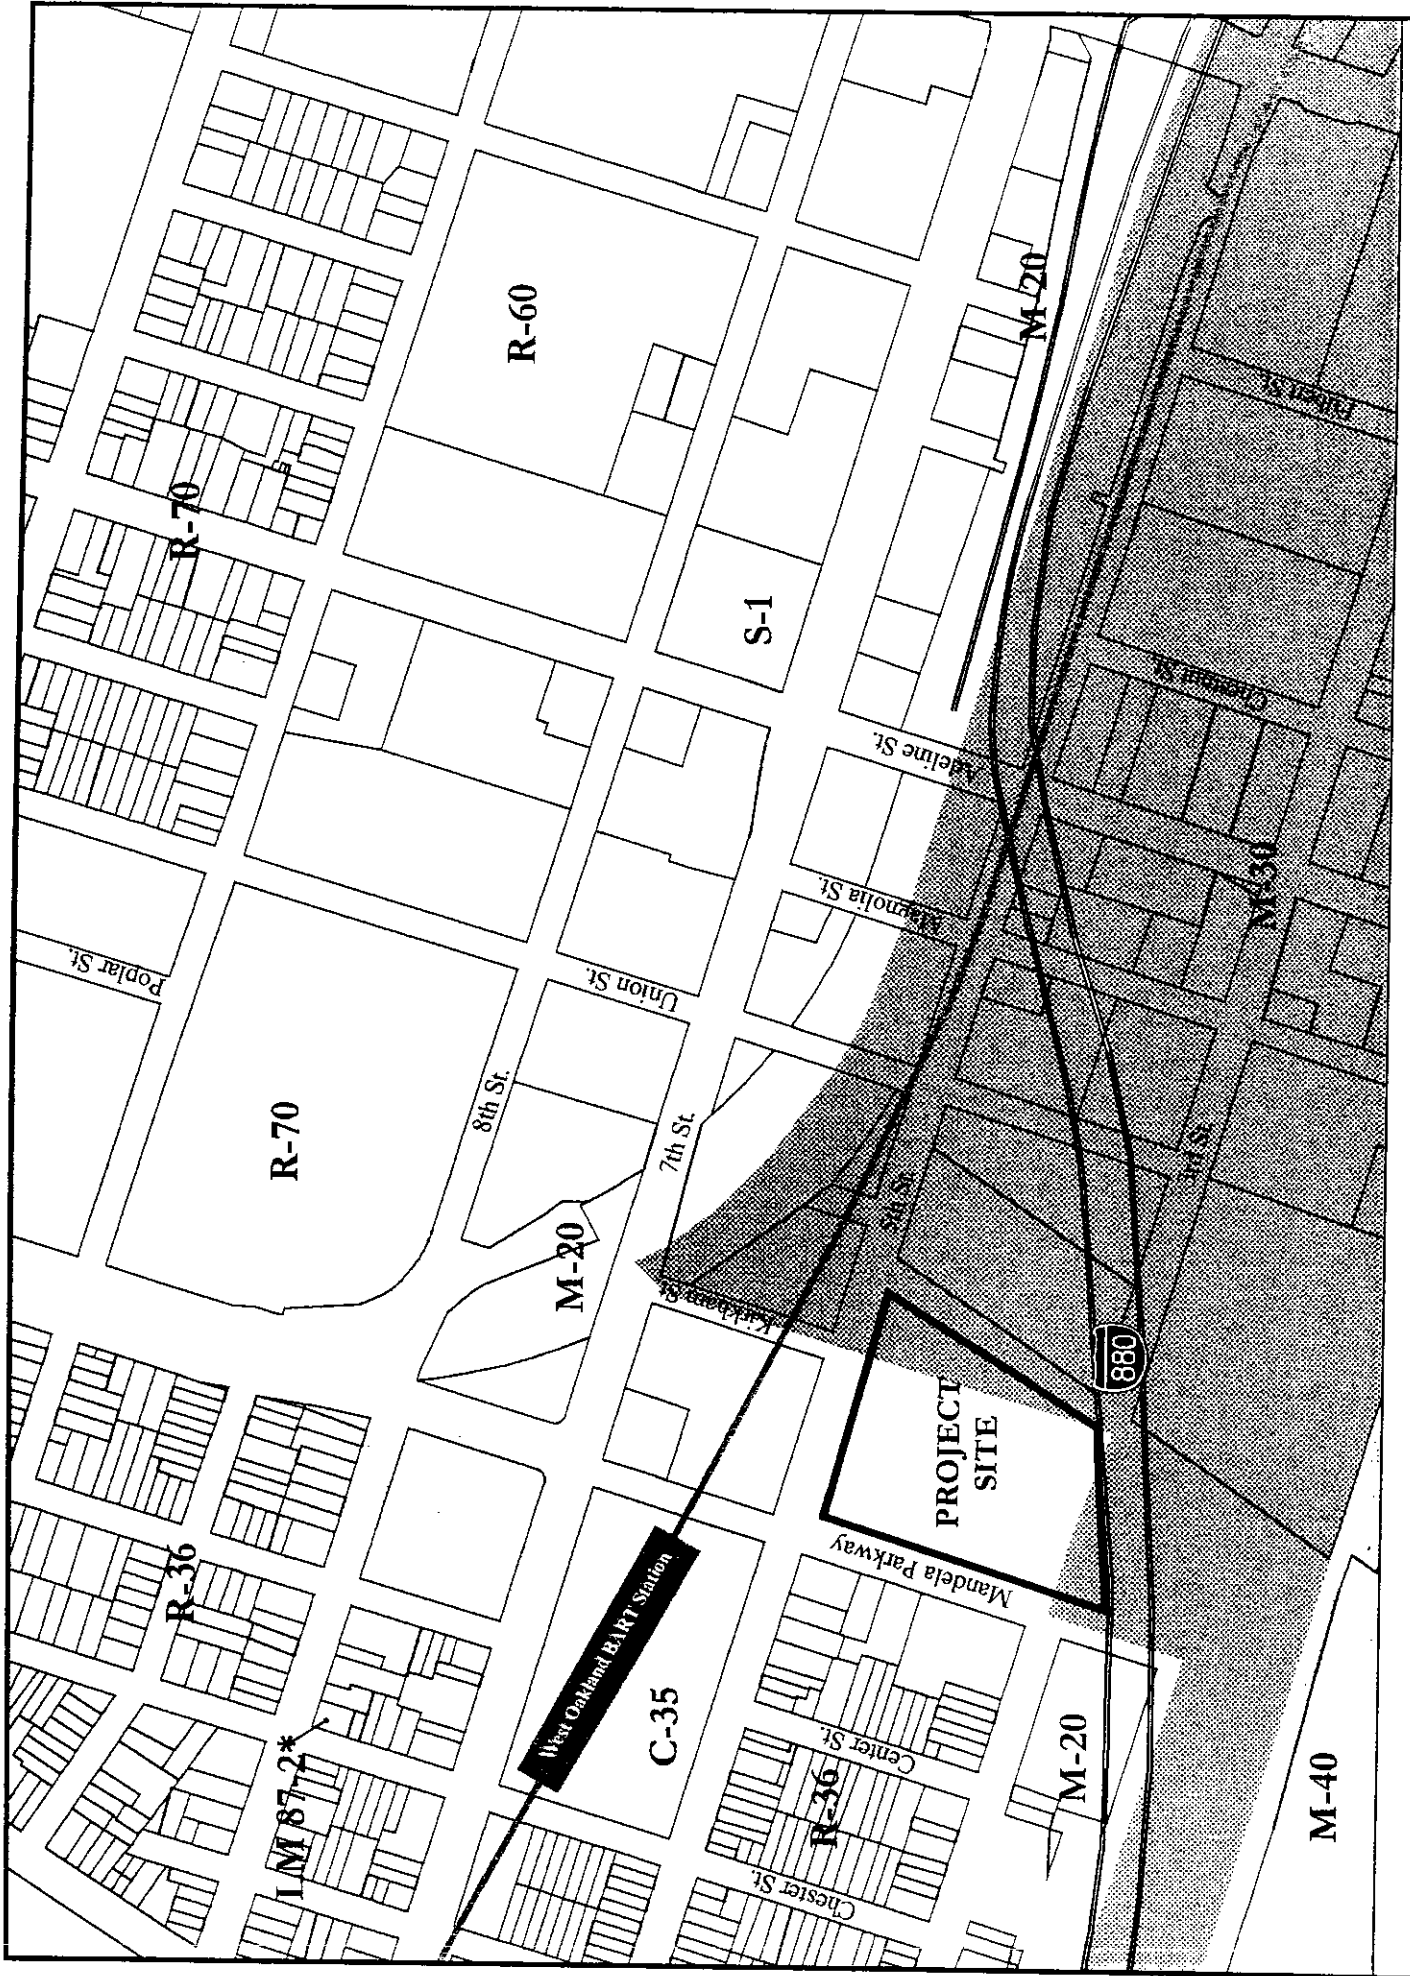 R-36
LM 87-2*
R-70
R-70
Poplar St.
8th St.
Union St.
7th St.
M-20
R-60
S-1
M-20
West Oakland BART Station
C-35
Kirkham St.
Magnolia St.
Adeline St.
5th St.
PROJECT
SITE
Mandela Parkway
Center St.
R-36
Chester St.
M-20
880
3rd St.
M-30
Chestnut St.
Filbert St.
M-40